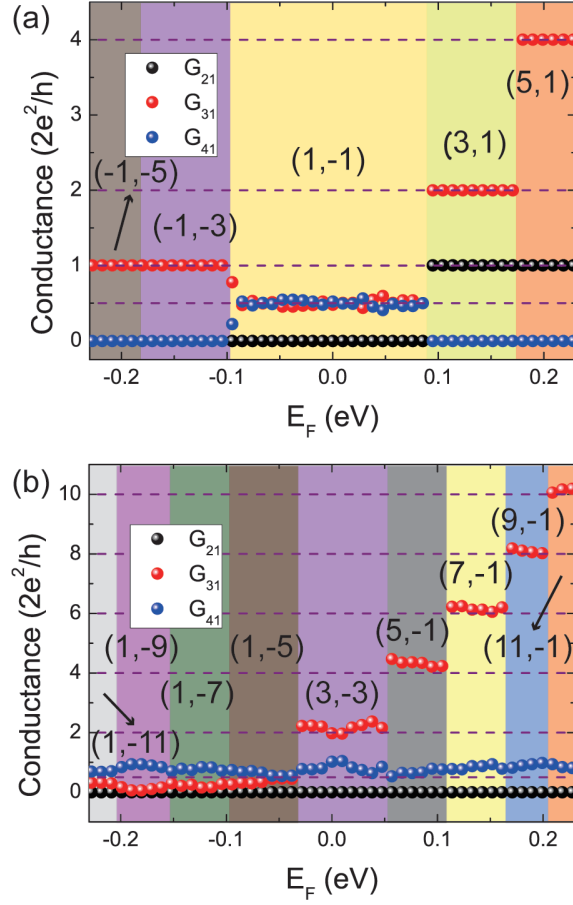 (a)
Conductance (2e²/h)
4
3
2
1
0
G₂₁
G₃₁
G₄₁
(-1,-5)
(-1,-3)
(1,-1)
(3,1)
(5,1)
-0.2 -0.1 0.0 0.1 0.2
E_F (eV)
(b)
Conductance (2e²/h)
10
8
6
4
2
0
G₂₁
G₃₁
G₄₁
(1,-11)
(1,-9)
(1,-7)
(1,-5)
(3,-3)
(5,-1)
(7,-1)
(9,-1)
(11,-1)
-0.2 -0.1 0.0 0.1 0.2
E_F (eV)